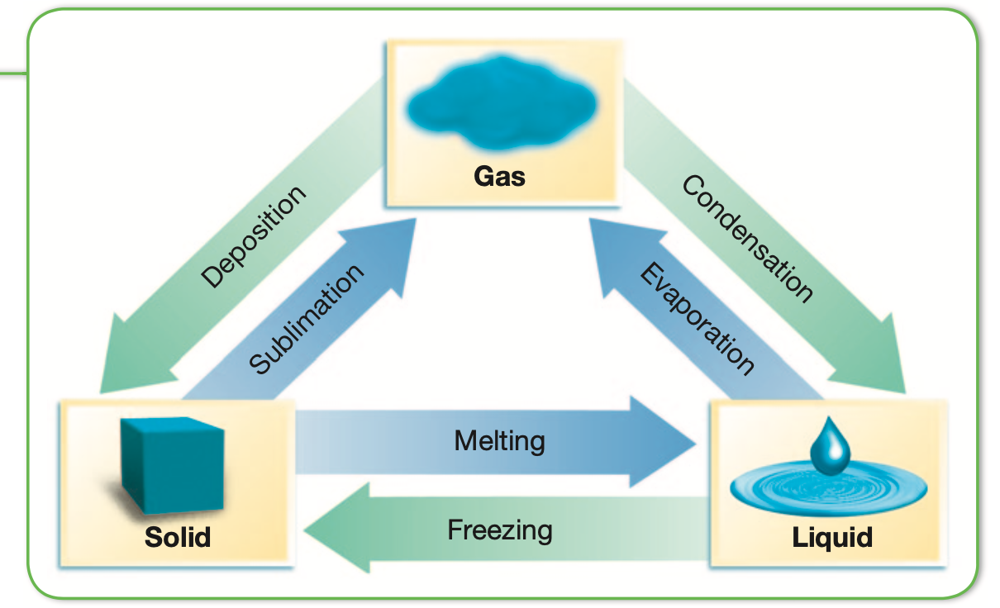 Gas
Deposition
Condensation
Sublimation
Evaporation
Melting
Freezing
Solid
Liquid